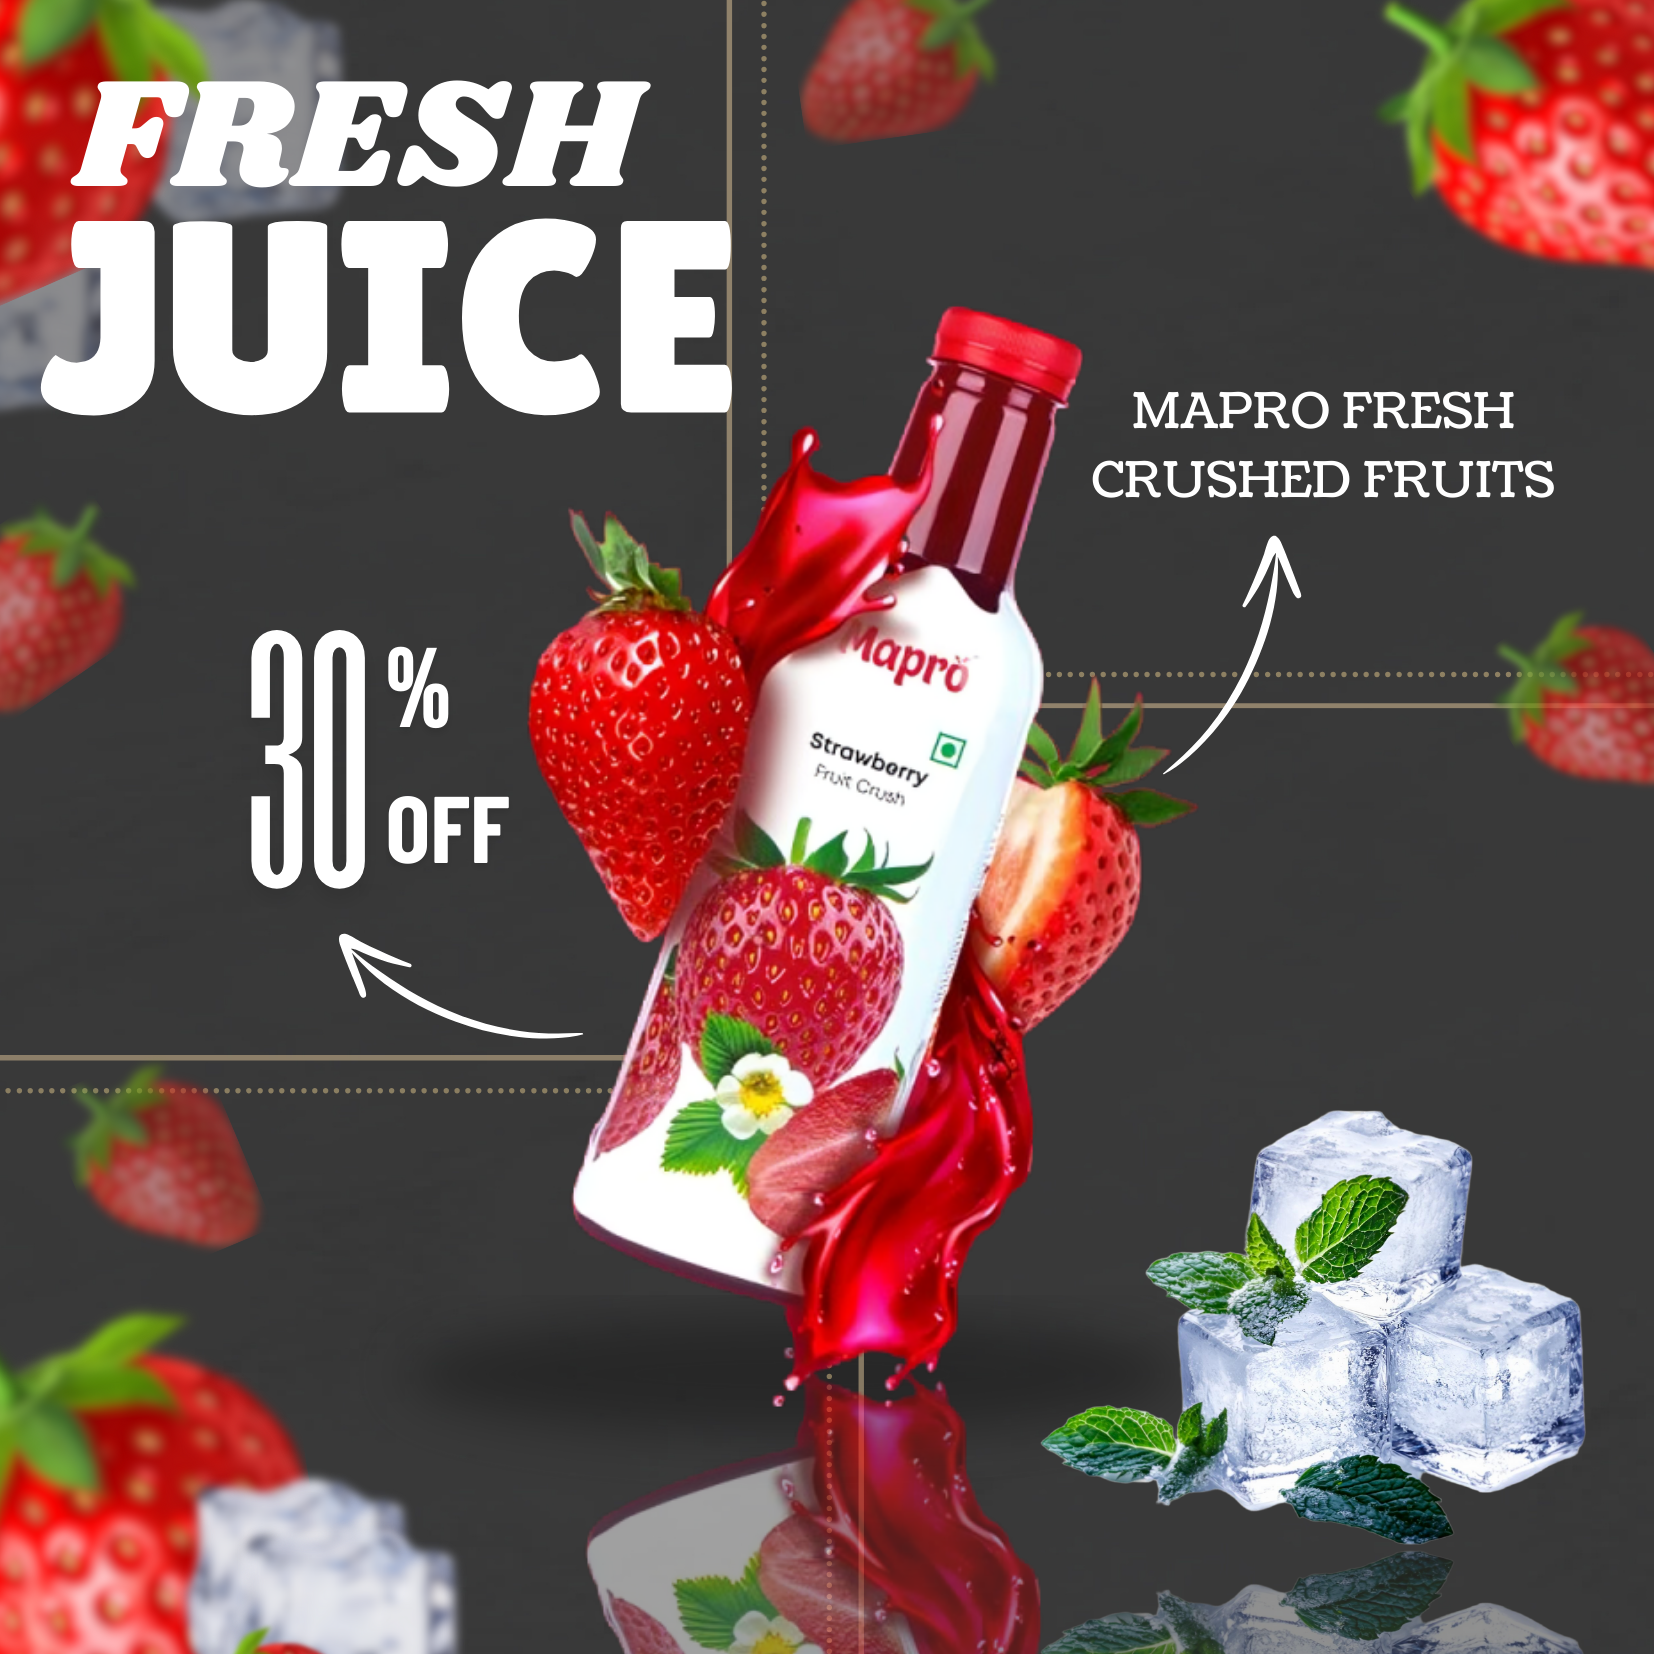 FRESH
JUICE
MAPRO FRESH
CRUSHED FRUITS
30%
OFF
Mapro
Strawberry
Fruit Crush